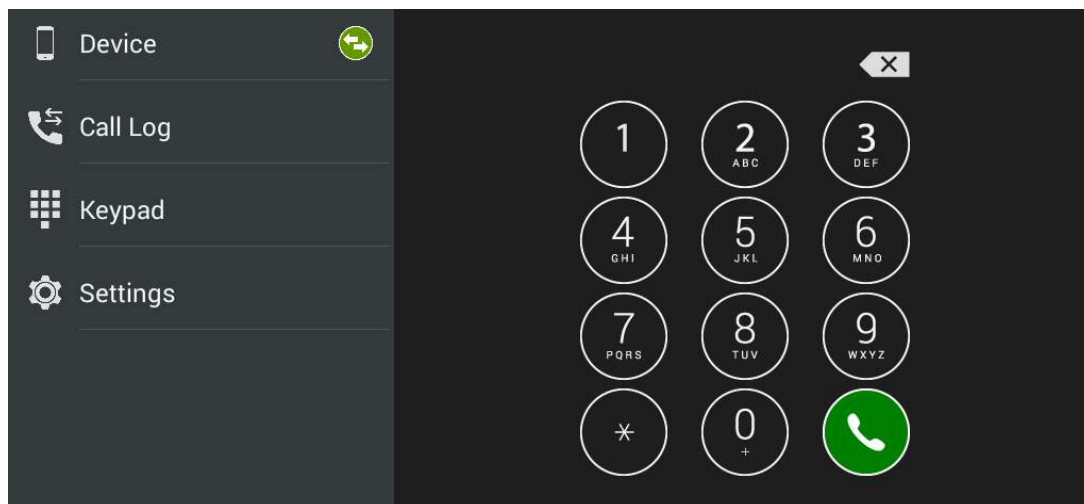 Device
Call Log
Keypad
Settings
1 2 3
ABC DEF
4 5 6
GHI JKL MNO
7 8 9
PQRS TUV WXYZ
* 0
+